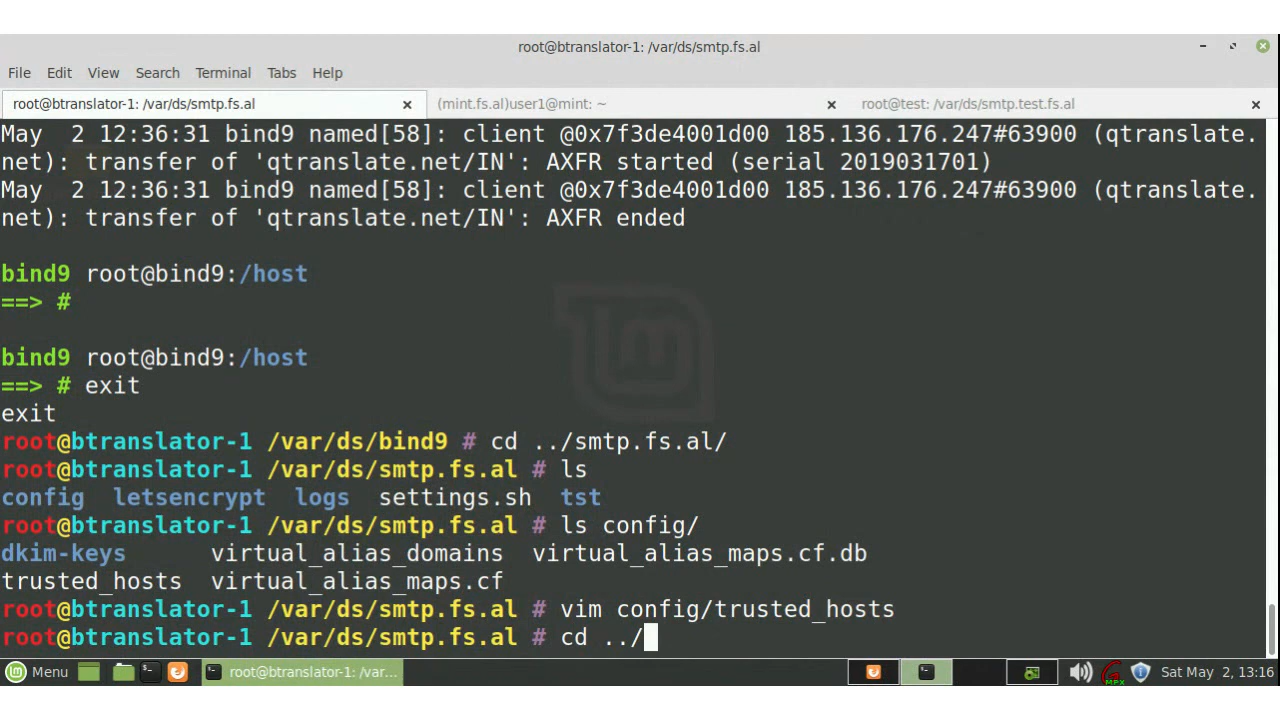 root@btranslator-1: /var/ds/smtp.fs.al
File Edit View Search Terminal Tabs Help
root@btranslator-1: /var/ds/smtp.fs.al × (mint.fs.al)user1@mint: ~ × root@test: /var/ds/smtp.test.fs.al ×
May  2 12:36:31 bind9 named[58]: client @0x7f3de4001d00 185.136.176.247#63900 (qtranslate.
net): transfer of 'qtranslate.net/IN': AXFR started (serial 2019031701)
May  2 12:36:31 bind9 named[58]: client @0x7f3de4001d00 185.136.176.247#63900 (qtranslate.
net): transfer of 'qtranslate.net/IN': AXFR ended
bind9 root@bind9:/host
==> #
bind9 root@bind9:/host
==> # exit
exit
root@btranslator-1 /var/ds/bind9 # cd ../smtp.fs.al/
root@btranslator-1 /var/ds/smtp.fs.al # ls
config  letsencrypt  logs  settings.sh  tst
root@btranslator-1 /var/ds/smtp.fs.al # ls config/
dkim-keys      virtual_alias_domains  virtual_alias_maps.cf.db
trusted_hosts  virtual_alias_maps.cf
root@btranslator-1 /var/ds/smtp.fs.al # vim config/trusted_hosts
root@btranslator-1 /var/ds/smtp.fs.al # cd ../
Menu root@btranslator-1: /var... MPX Sat May 2, 13:16